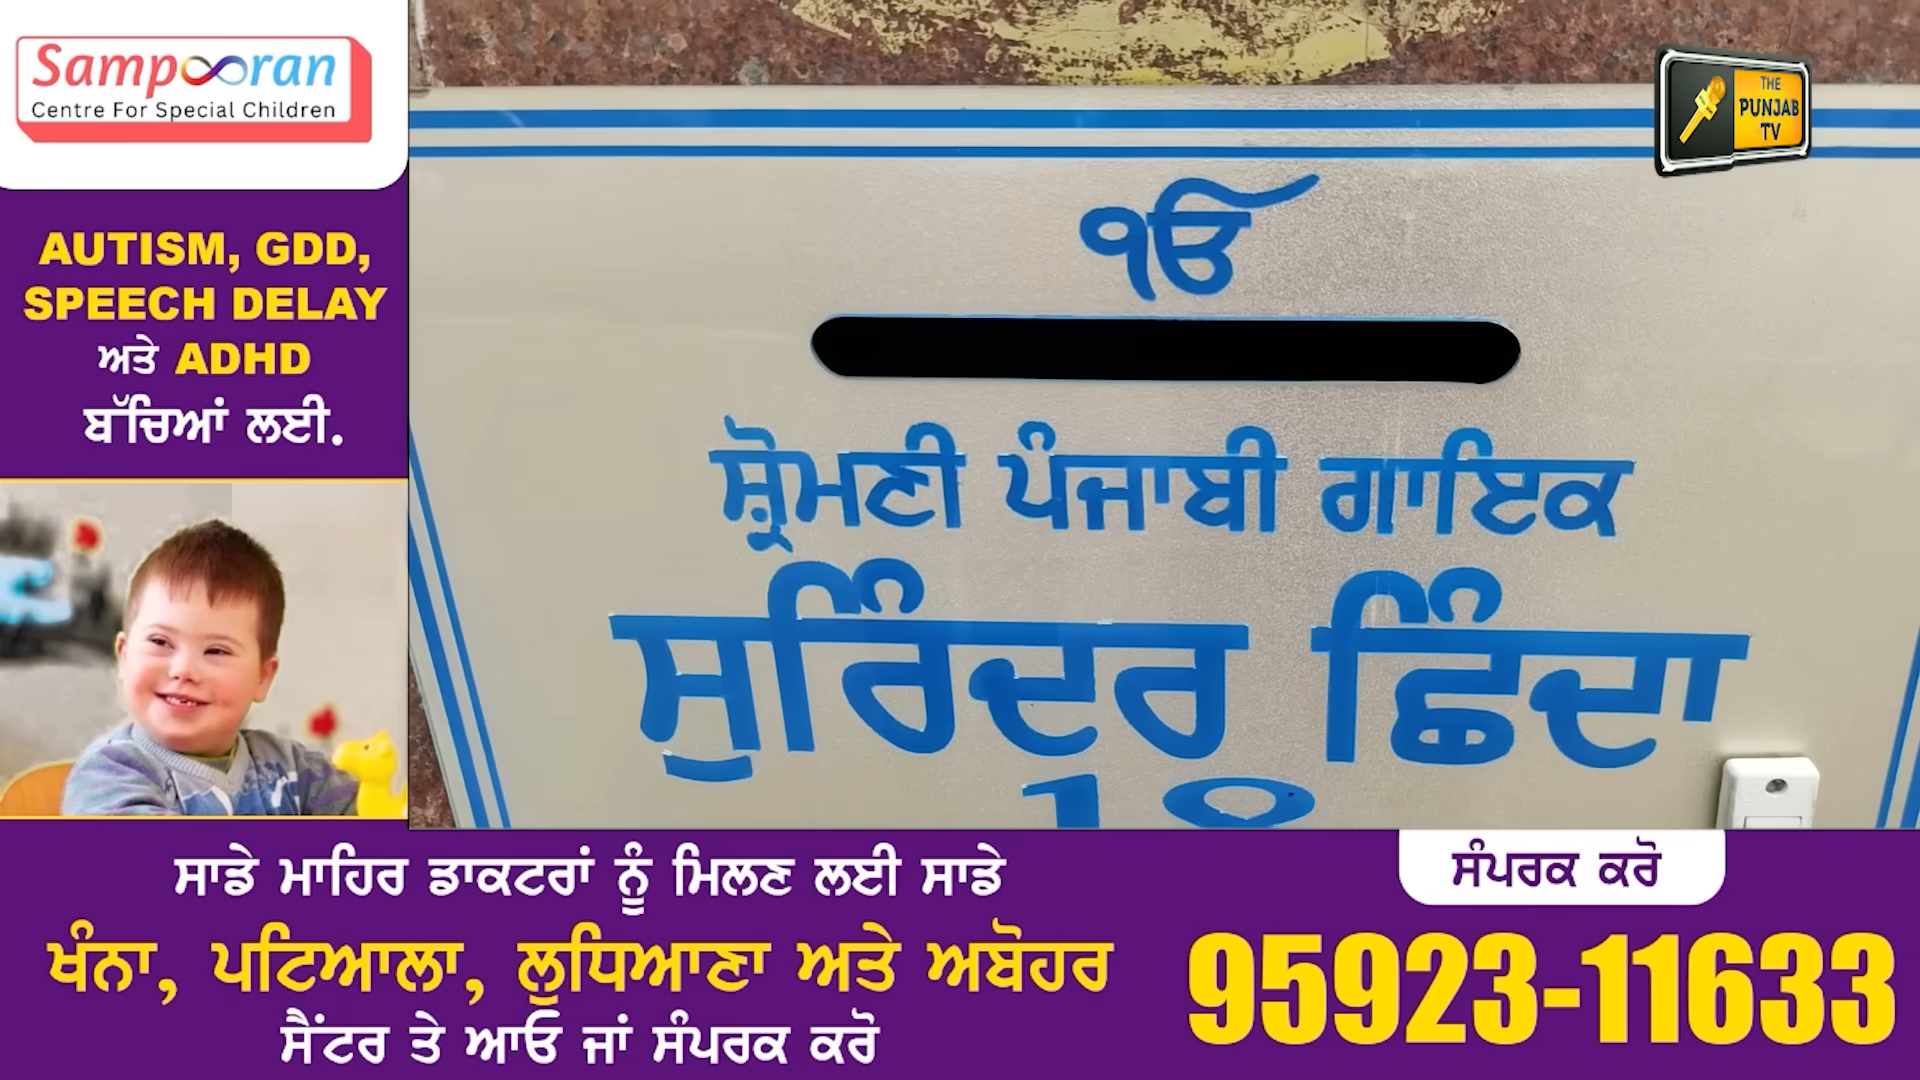 Sampooran
Centre For Special Children
AUTISM, GDD,
SPEECH DELAY
ਅਤੇ ADHD
ਬੱਚਿਆਂ ਲਈ.
THE
PUNJAB
TV
ੴ
ਸ਼੍ਰੋਮਣੀ ਪੰਜਾਬੀ ਗਾਇਕ
ਸੁਰਿੰਦਰ ਛਿੰਦਾ
ਸਾਡੇ ਮਾਹਿਰ ਡਾਕਟਰਾਂ ਨੂੰ ਮਿਲਣ ਲਈ ਸਾਡੇ
ਖੰਨਾ, ਪਟਿਆਲਾ, ਲੁਧਿਆਣਾ ਅਤੇ ਅਬੋਹਰ
ਸੈਂਟਰ ਤੇ ਆਓ ਜਾਂ ਸੰਪਰਕ ਕਰੋ
ਸੰਪਰਕ ਕਰੋ
95923-11633